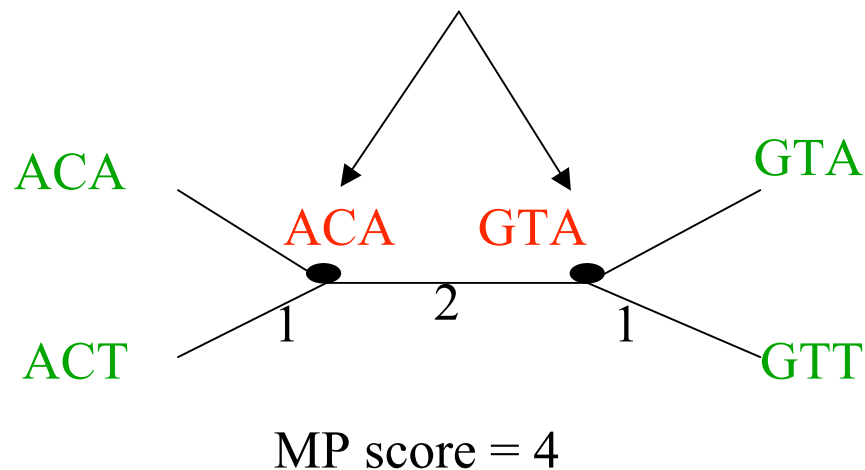 ACA
GTA
ACA GTA
1 2 1
ACT
GTT
MP score = 4